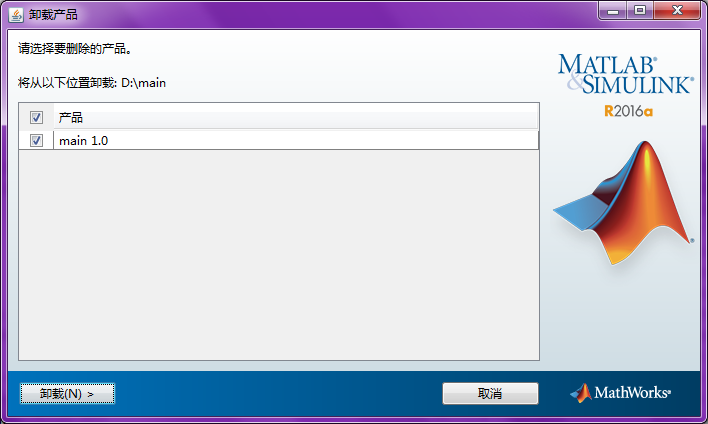 卸载产品
请选择要删除的产品。
将从以下位置卸载: D:\main
产品
main 1.0
MATLAB®
&SIMULINK®
R2016a
®
卸载(N) >
取消
MathWorks®